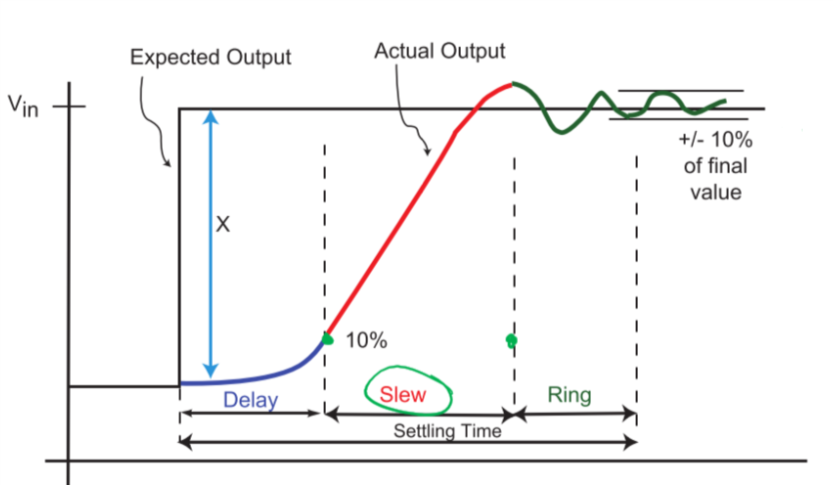 Expected Output
Actual Output
Vin
X
10%
+/- 10%
of final
value
Delay
Slew
Ring
Settling Time